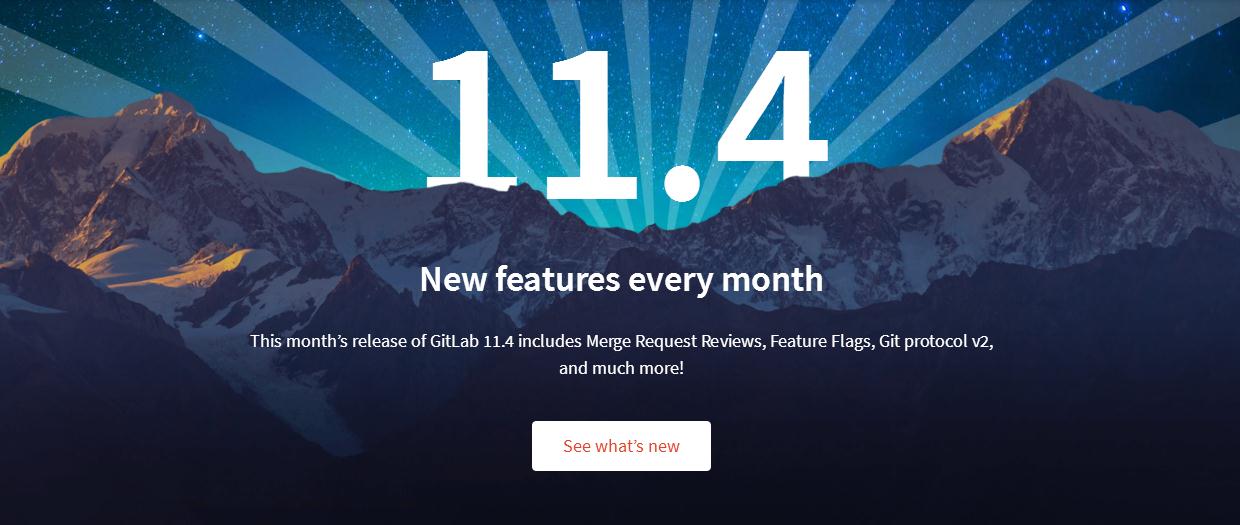 11.4
New features every month
This month’s release of GitLab 11.4 includes Merge Request Reviews, Feature Flags, Git protocol v2,
and much more!
See what’s new